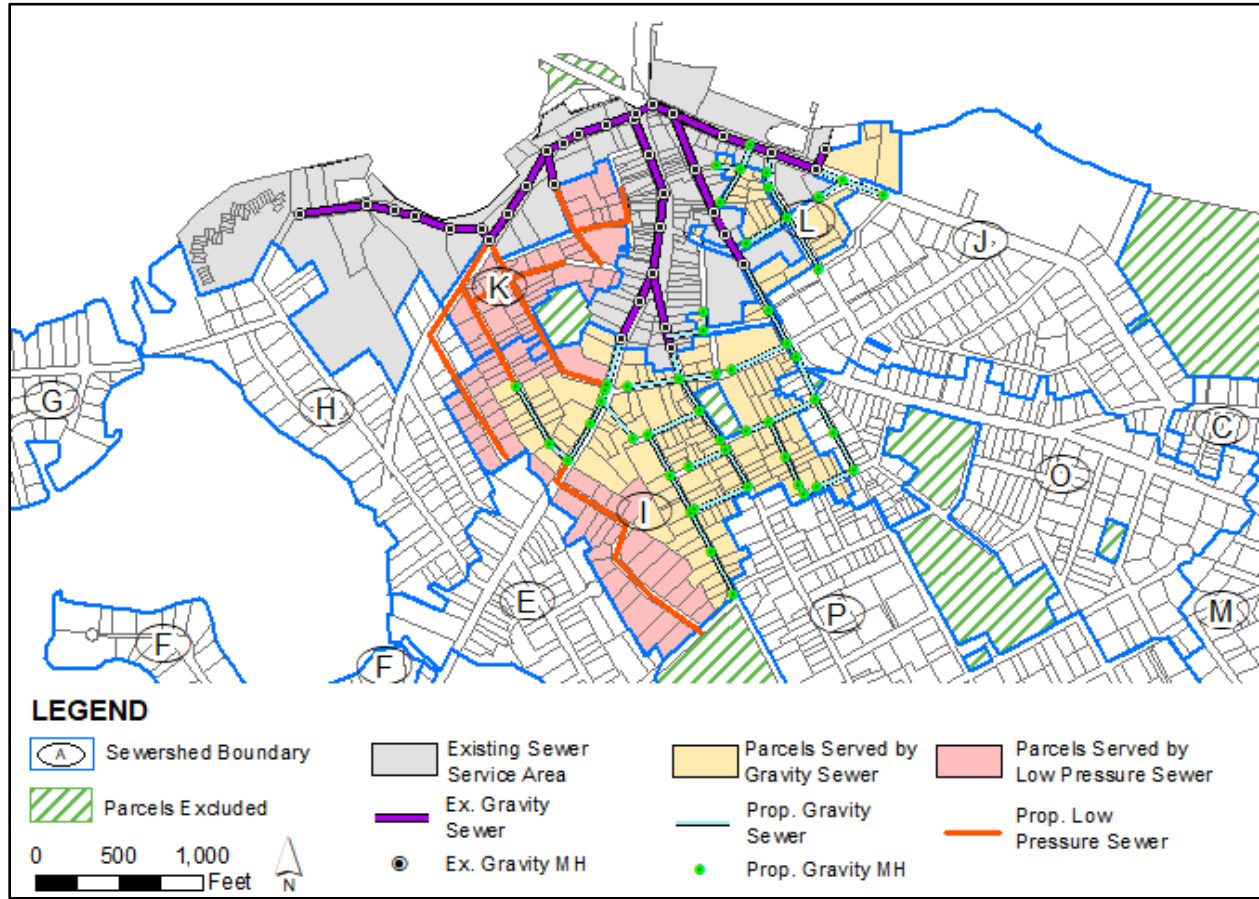 L
J
K
G
H
C
O
I
E
P
M
F
F
LEGEND
A
Sewershed Boundary
Parcels Excluded
0 500 1,000
Feet
N
Existing Sewer
Service Area
Ex. Gravity
Sewer
Ex. Gravity MH
Parcels Served by
Gravity Sewer
Prop. Gravity
Sewer
Prop. Gravity MH
Parcels Served by
Low Pressure Sewer
Prop. Low
Pressure Sewer